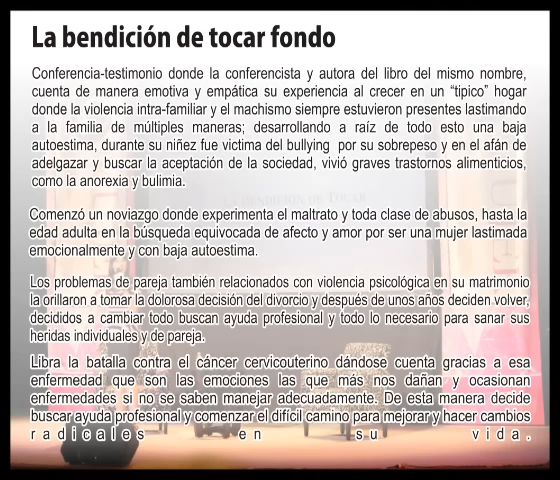 La bendición de tocar fondo
Conferencia-testimonio donde la conferencista y autora del libro del mismo nombre,
cuenta de manera emotiva y empática su experiencia al crecer en un “tipico” hogar
donde la violencia intra-familiar y el machismo siempre estuvieron presentes lastimando
a la familia de múltiples maneras; desarrollando a raíz de todo esto una baja
autoestima, durante su niñez fue victima del bullying por su sobrepeso y en el afán de
adelgazar y buscar la aceptación de la sociedad, vivió graves trastornos alimenticios,
como la anorexia y bulimia.
Comenzó un noviazgo donde experimenta el maltrato y toda clase de abusos, hasta la
edad adulta en la búsqueda equivocada de afecto y amor por ser una mujer lastimada
emocionalmente y con baja autoestima.
Los problemas de pareja también relacionados con violencia psicológica en su matrimonio
la orillaron a tomar la dolorosa decisión del divorcio y después de unos años deciden volver,
decididos a cambiar todo buscan ayuda profesional y todo lo necesario para sanar sus
heridas individuales y de pareja.
Libra la batalla contra el cáncer cervicouterino dándose cuenta gracias a esa
enfermedad que son las emociones las que más nos dañan y ocasionan
enfermedades si no se saben manejar adecuadamente. De esta manera decide
buscar ayuda profesional y comenzar el difícil camino para mejorar y hacer cambios
radicales en su vida.